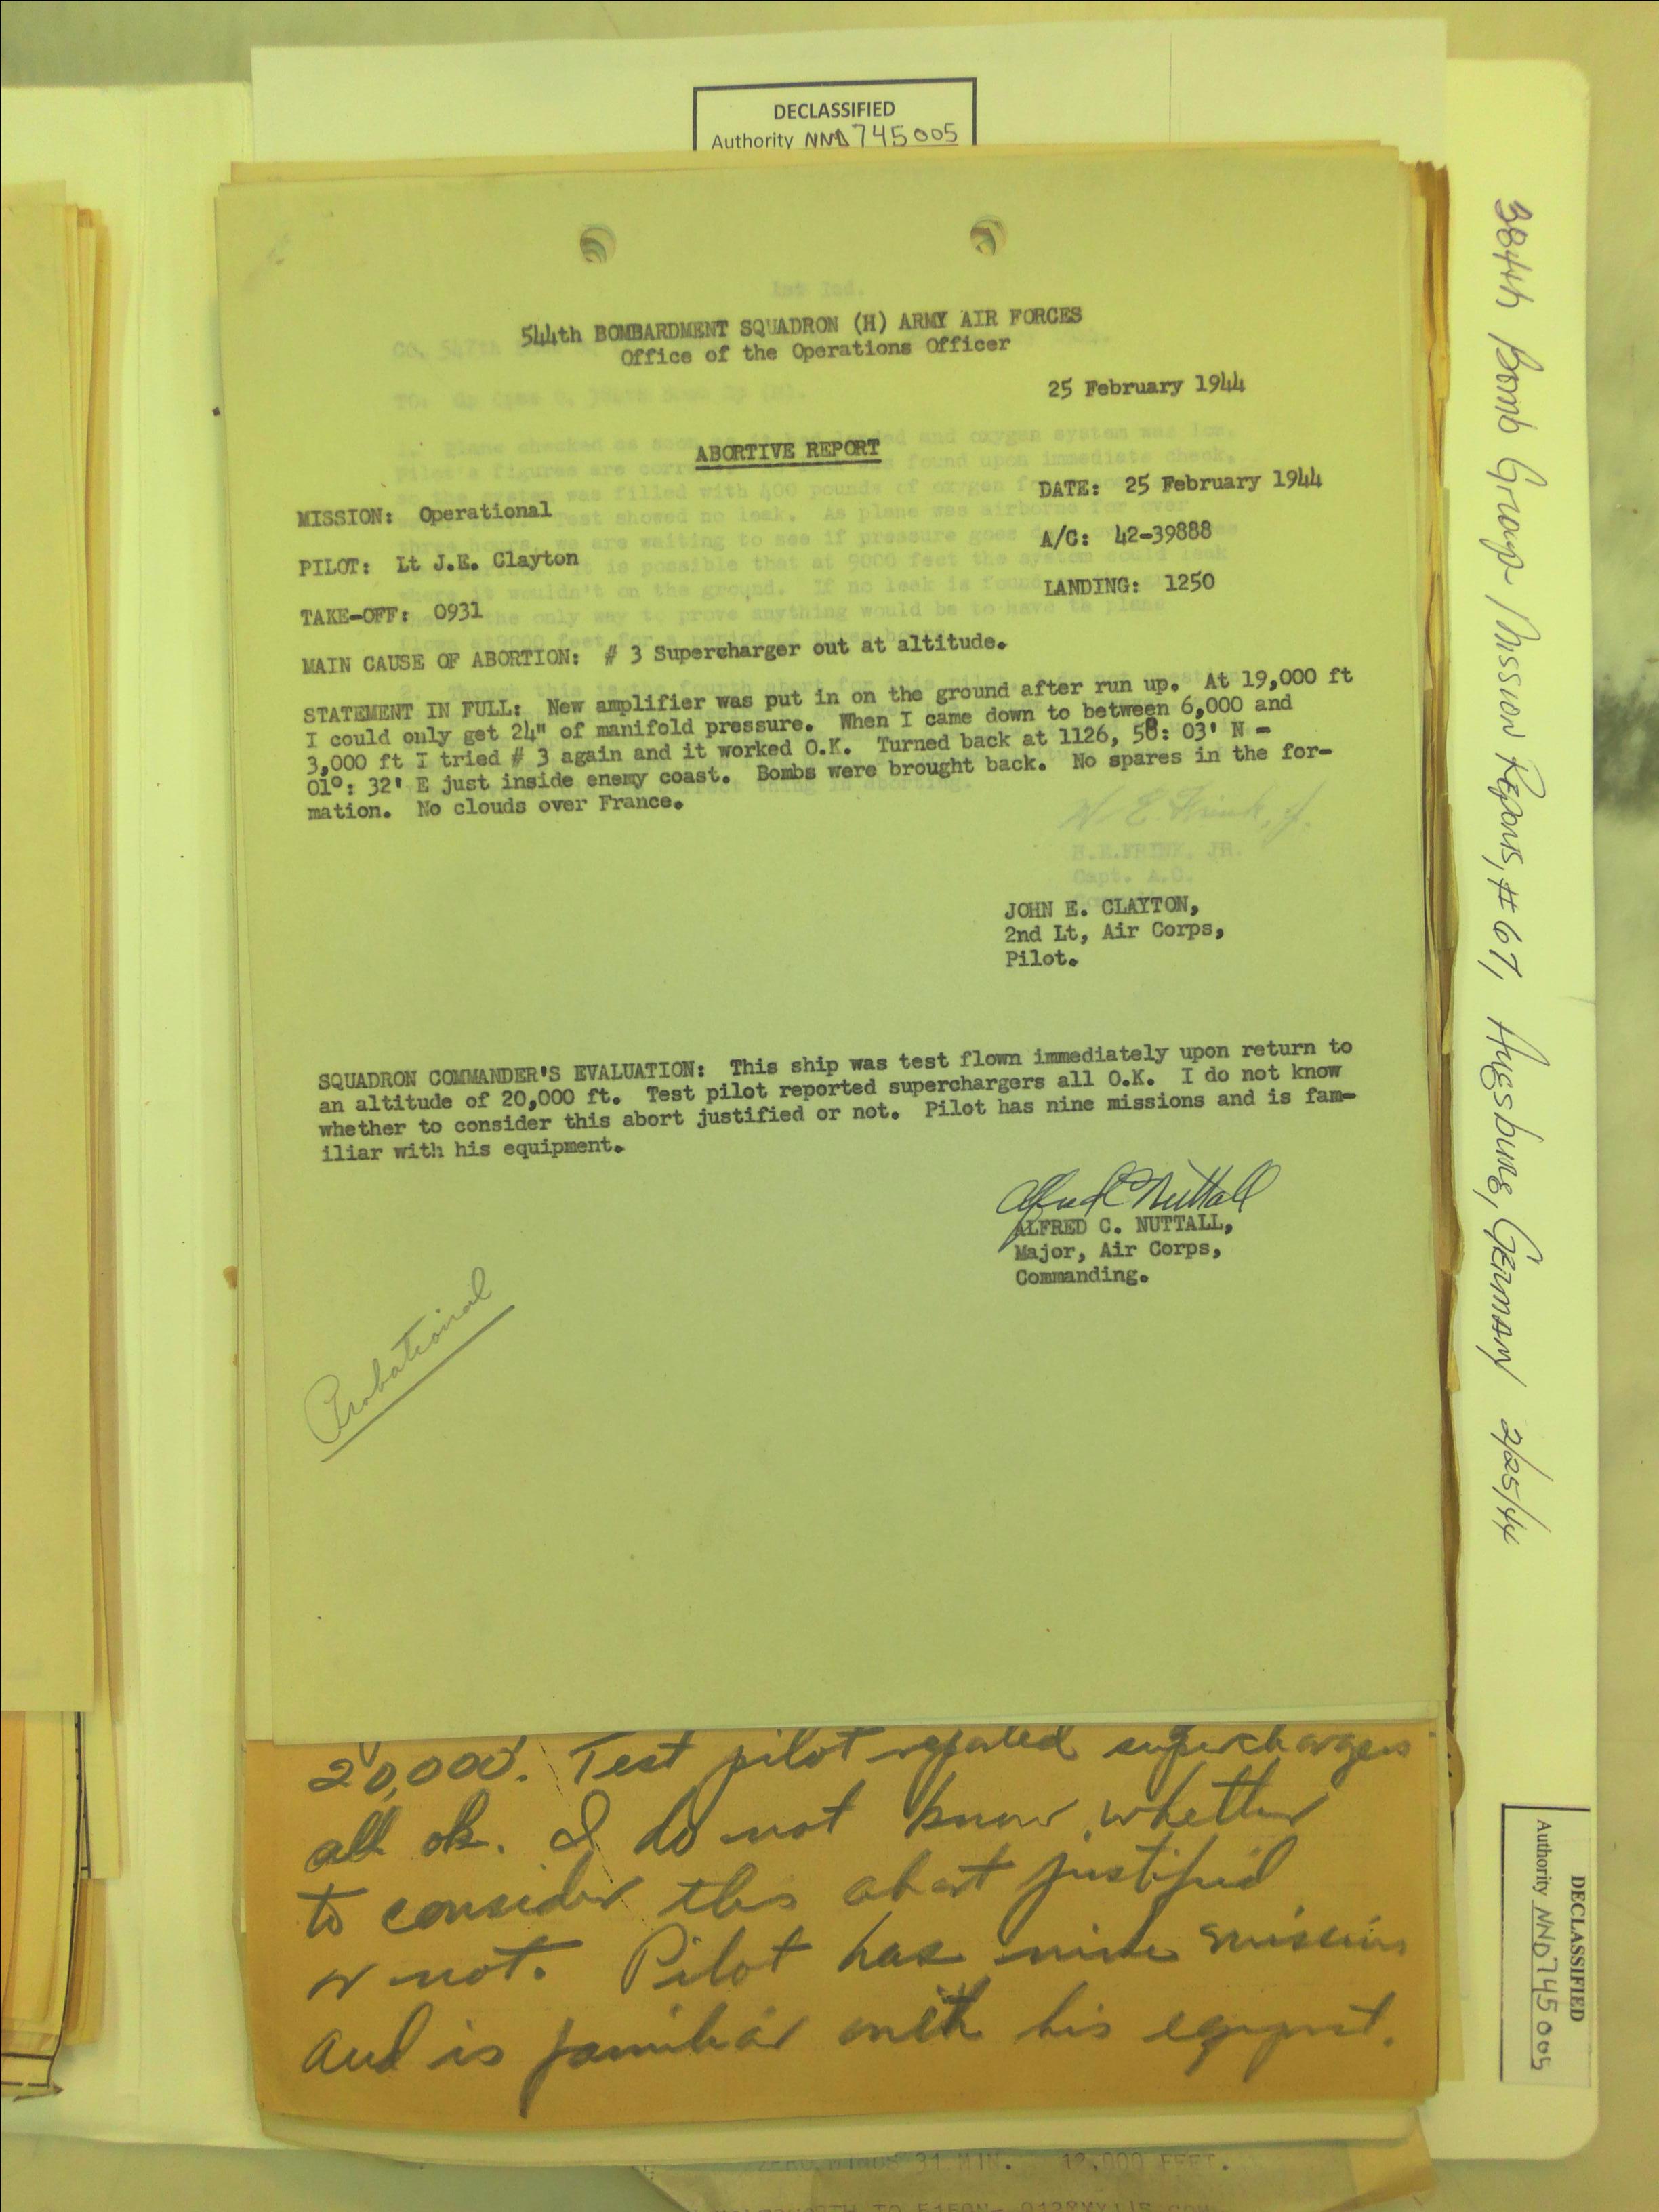 DECLASSIFIED
Authority NND 745005
544th BOMBARDMENT SQUADRON (H) ARMY AIR FORCES
Office of the Operations Officer
25 February 1944
ABORTIVE REPORT
MISSION: Operational
DATE: 25 February 1944
PILOT: Lt J.E. Clayton
A/C: 42-39888
TAKE-OFF: 0931
LANDING: 1250
MAIN CAUSE OF ABORTION: # 3 Supercharger out at altitude.
STATEMENT IN FULL: New amplifier was put in on the ground after run up. At 19,000 ft
I could only get 24" of manifold pressure. When I came down to between 6,000 and
3,000 ft I tried # 3 again and it worked O.K. Turned back at 1126, 58: 03' N -
01°: 32' E just inside enemy coast. Bombs were brought back. No spares in the for-
mation. No clouds over France.
JOHN E. CLAYTON,
2nd Lt, Air Corps,
Pilot.
SQUADRON COMMANDER'S EVALUATION: This ship was test flown immediately upon return to
an altitude of 20,000 ft. Test pilot reported superchargers all O.K. I do not know
whether to consider this abort justified or not. Pilot has nine missions and is fam-
iliar with his equipment.
Alfred C Nuttall
ALFRED C. NUTTALL,
Major, Air Corps,
Commanding.
Probational
20,000'. Test pilot reported superchargers
all ok. I do not know whether
to consider this abort justified
or not. Pilot has nine missions
and is familiar with his equipmt.
12,000 FEET.
384th Bomb Group Mission Reports, # 67, 2/25/44
DECLASSIFIED
Authority NND 745005